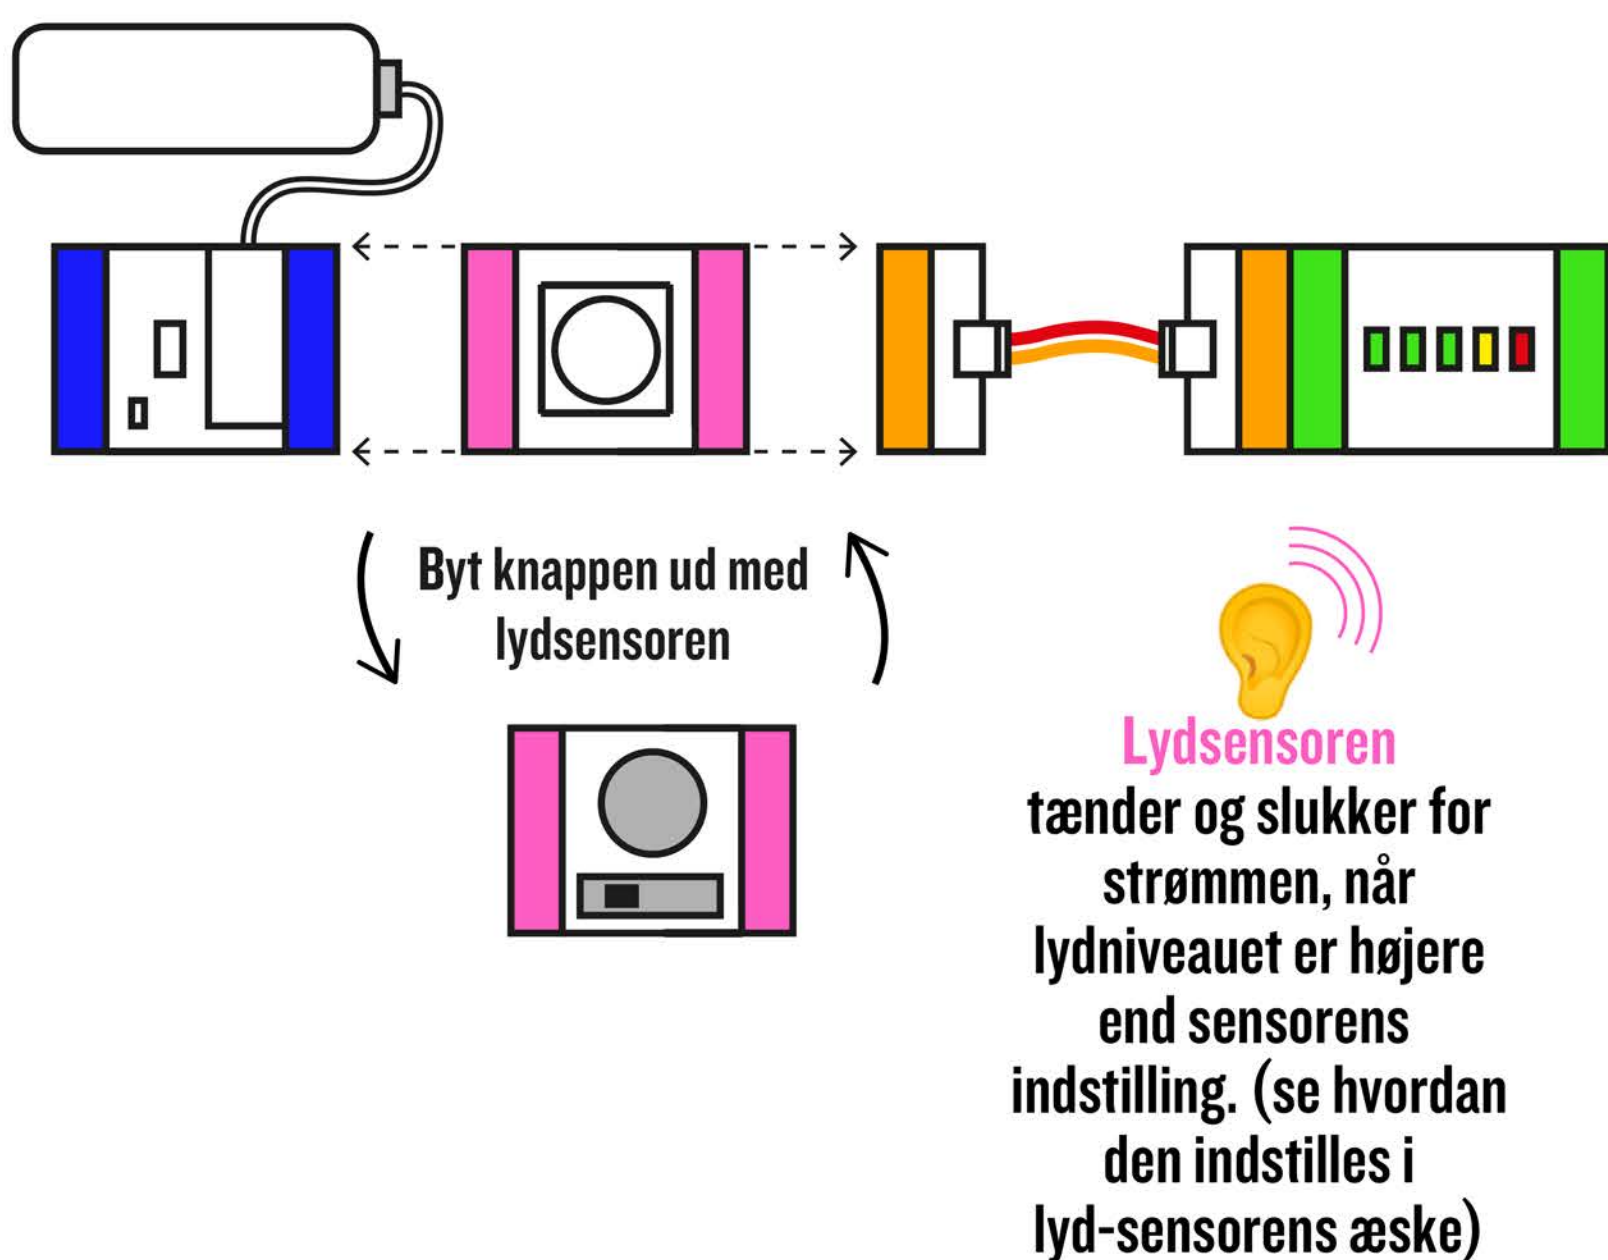 Byt knappen ud med
lydsensoren
Lydsensoren
tænder og slukker for
strømmen, når
lydniveauet er højere
end sensorens
indstilling. (se hvordan
den indstilles i
lyd-sensorens æske)